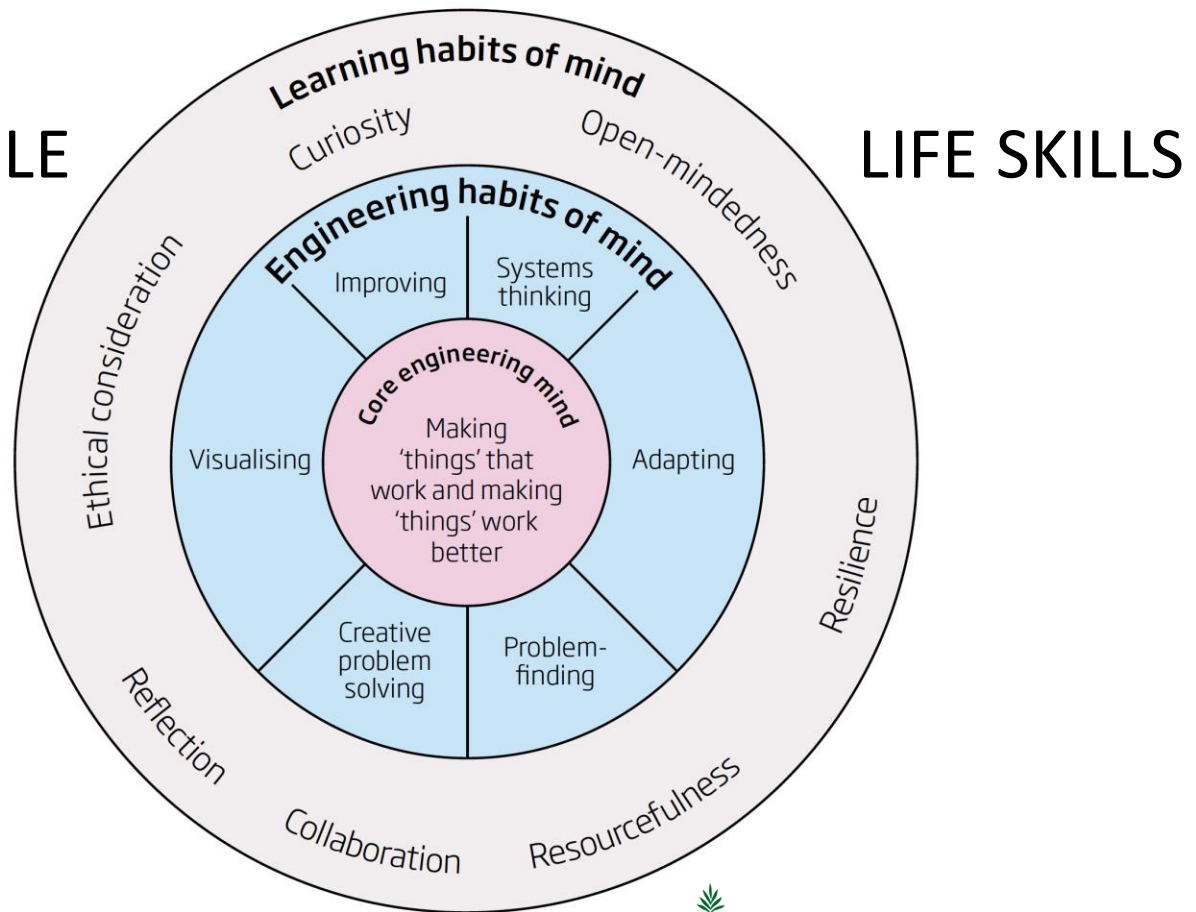 Learning habits of mind
Curiosity
Open-mindedness
LE
LIFE SKILLS
Engineering habits of mind
Ethical consideration
Improving
Systems
thinking
Core engineering mind
Making
‘things’ that
work and making
‘things’ work
better
Visualising
Adapting
Resilience
Creative
problem
solving
Problem-
finding
Reflection
Collaboration
Resourcefulness